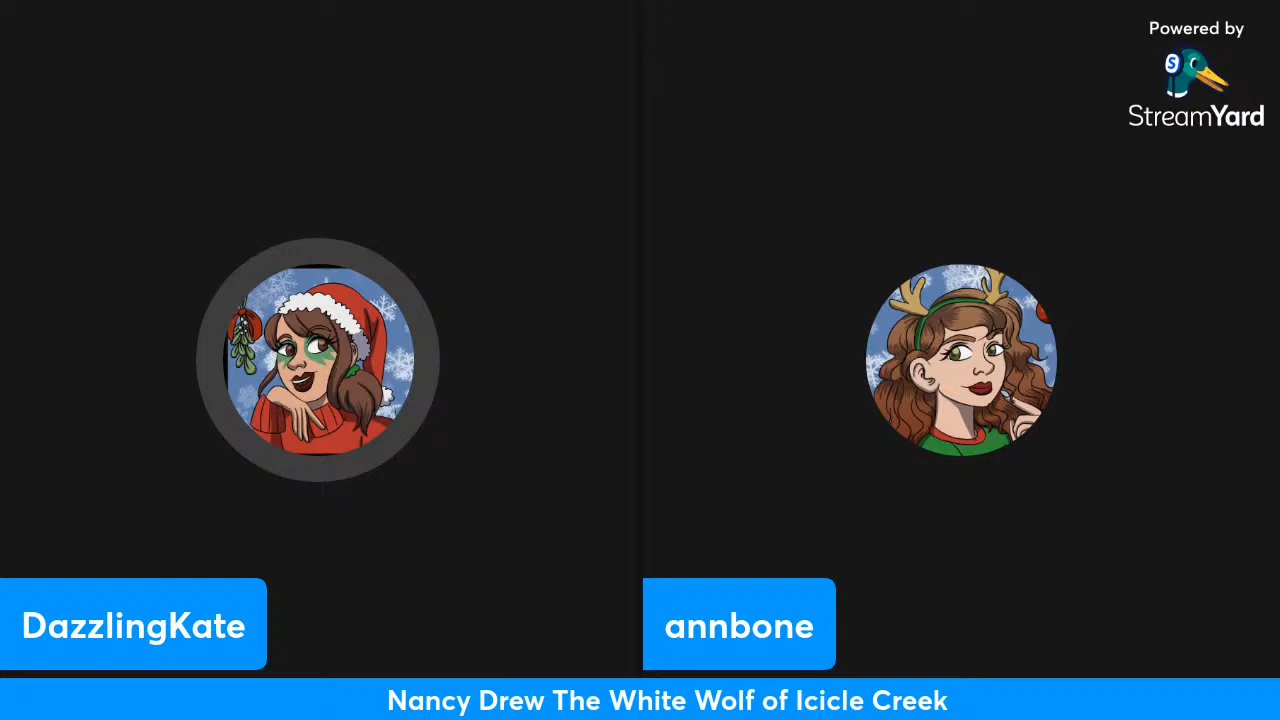 Powered by
S
StreamYard
DazzlingKate
annbone
Nancy Drew The White Wolf of Icicle Creek